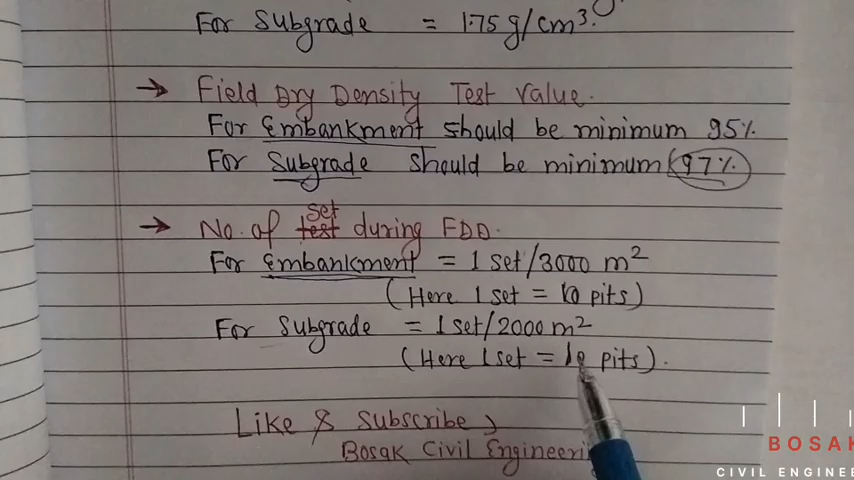 For Subgrade = 1.75 g/cm³.
→ Field Dry Density Test Value.
For Embankment should be minimum 95%.
For Subgrade should be minimum 97%.
→ No. of test set during FDD.
For Embankment = 1 set/3000 m²
(Here 1 set = 10 pits)
For Subgrade = 1 set/2000 m²
(Here 1 set = 10 pits).
Like & Subscribe
Bosak Civil Engineeri
BOSAK
CIVIL ENGINEE